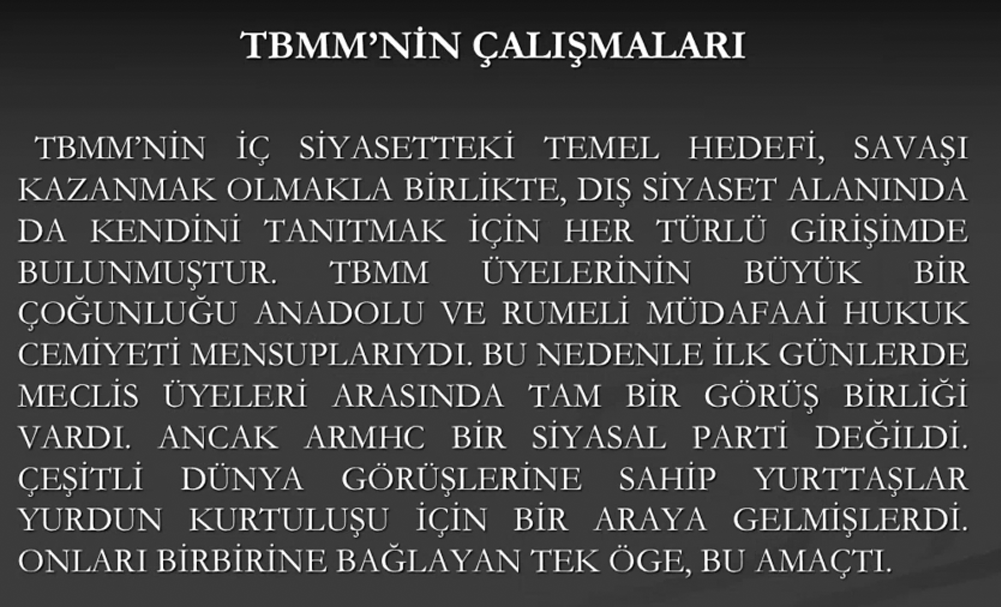 TBMM’NİN ÇALIŞMALARI
TBMM’NİN İÇ SİYASETTEKİ TEMEL HEDEFİ, SAVAŞI
KAZANMAK OLMAKLA BİRLİKTE, DIŞ SİYASET ALANINDA
DA KENDİNİ TANITMAK İÇİN HER TÜRLÜ GİRİŞİMDE
BULUNMUŞTUR. TBMM ÜYELERİNİN BÜYÜK BİR
ÇOĞUNLUĞU ANADOLU VE RUMELİ MÜDAFAAİ HUKUK
CEMİYETİ MENSUPLARIYDI. BU NEDENLE İLK GÜNLERDE
MECLİS ÜYELERİ ARASINDA TAM BİR GÖRÜŞ BİRLİĞİ
VARDI. ANCAK ARMHC BİR SİYASAL PARTİ DEĞİLDİ.
ÇEŞİTLİ DÜNYA GÖRÜŞLERİNE SAHİP YURTTAŞLAR
YURDUN KURTULUŞU İÇİN BİR ARAYA GELMİŞLERDİ.
ONLARI BİRBİRİNE BAĞLAYAN TEK ÖGE, BU AMAÇTI.